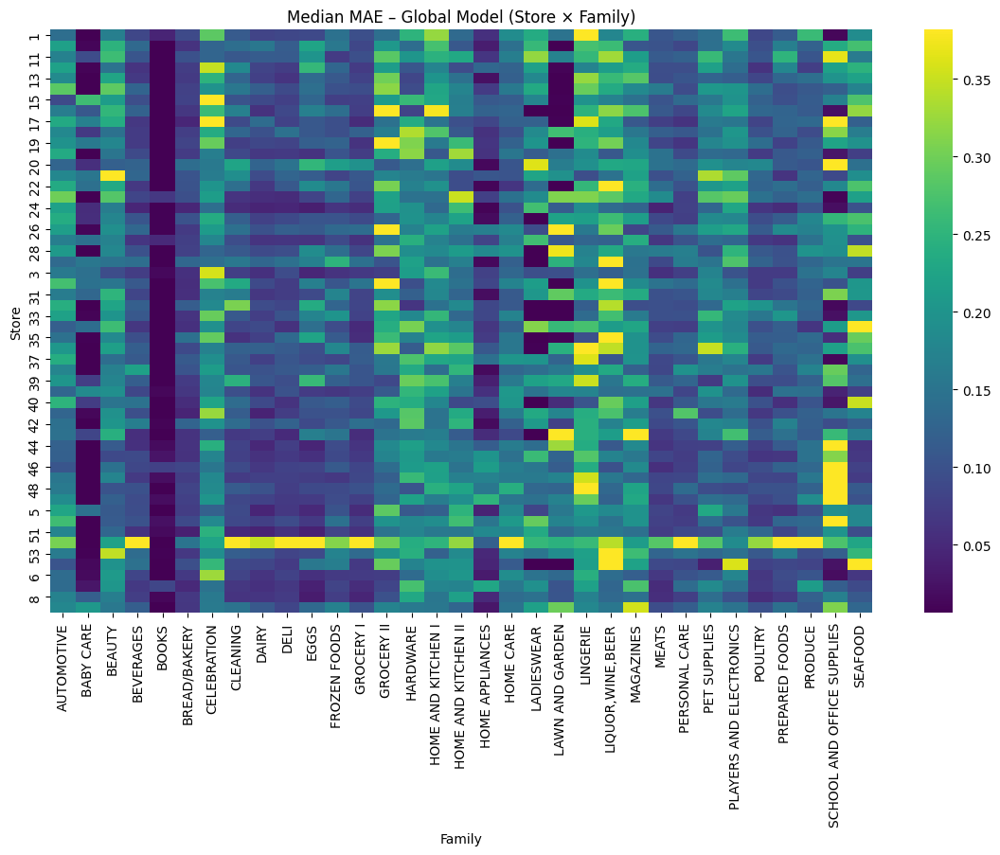 Median MAE – Global Model (Store × Family)
Store
1
11
13
15
17
19
20
22
24
26
28
3
31
33
35
37
39
40
42
44
46
48
5
51
53
6
8
AUTOMOTIVE
BABY CARE
BEAUTY
BEVERAGES
BOOKS
BREAD/BAKERY
CELEBRATION
CLEANING
DAIRY
DELI
EGGS
FROZEN FOODS
GROCERY I
GROCERY II
HARDWARE
HOME AND KITCHEN I
HOME AND KITCHEN II
HOME APPLIANCES
HOME CARE
LADIESWEAR
LAWN AND GARDEN
LINGERIE
LIQUOR,WINE,BEER
MAGAZINES
MEATS
PERSONAL CARE
PET SUPPLIES
PLAYERS AND ELECTRONICS
POULTRY
PREPARED FOODS
PRODUCE
SCHOOL AND OFFICE SUPPLIES
SEAFOOD
Family
0.35
0.30
0.25
0.20
0.15
0.10
0.05